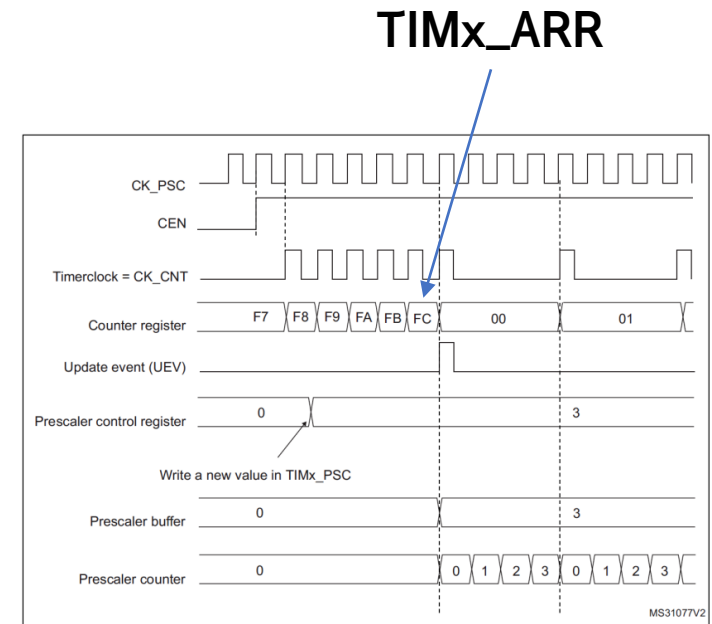 TIMx_ARR
CK_PSC
CEN
Timerclock = CK_CNT
Counter register F7 F8 F9 FA FB FC 00 01
Update event (UEV)
Prescaler control register 0 3
Write a new value in TIMx_PSC
Prescaler buffer 0 3
Prescaler counter 0 0 1 2 3 0 1 2 3
MS31077V2